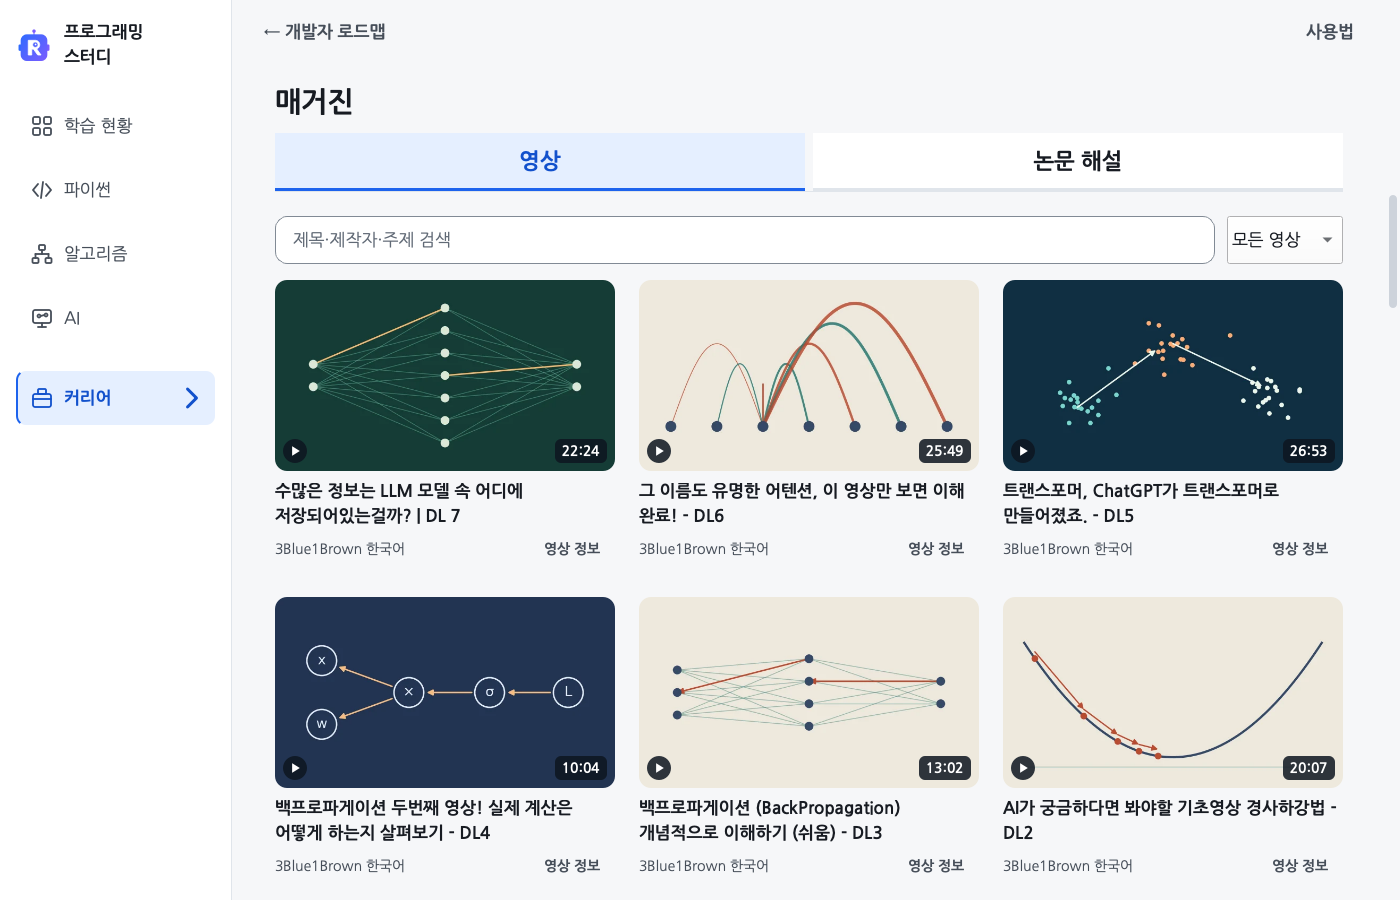 프로그래밍
스터디
학습 현황
파이썬
알고리즘
AI
커리어
← 개발자 로드맵
사용법
매거진
영상
논문 해설
제목·제작자·주제 검색
모든 영상
22:24
수많은 정보는 LLM 모델 속 어디에
저장되어있는걸까? | DL 7
3Blue1Brown 한국어
영상 정보
25:49
그 이름도 유명한 어텐션, 이 영상만 보면 이해
완료! - DL6
3Blue1Brown 한국어
영상 정보
26:53
트랜스포머, ChatGPT가 트랜스포머로
만들어졌죠. - DL5
3Blue1Brown 한국어
영상 정보
x
w
×
σ
L
10:04
백프로파게이션 두번째 영상! 실제 계산은
어떻게 하는지 살펴보기 - DL4
3Blue1Brown 한국어
영상 정보
13:02
백프로파게이션 (BackPropagation)
개념적으로 이해하기 (쉬움) - DL3
3Blue1Brown 한국어
영상 정보
20:07
AI가 궁금하다면 봐야할 기초영상 경사하강법 -
DL2
3Blue1Brown 한국어
영상 정보